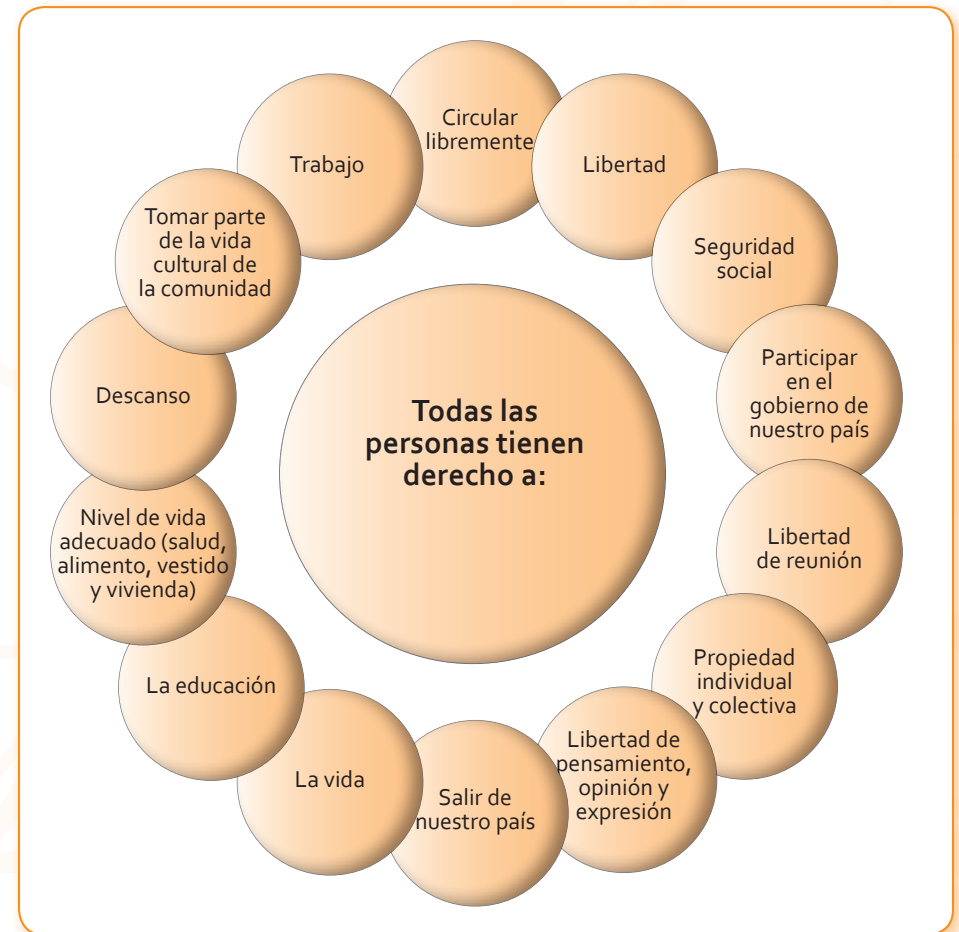 Todas las
personas tienen
derecho a:
Circular
libremente
Libertad
Seguridad
social
Participar
en el
gobierno de
nuestro país
Libertad
de reunión
Propiedad
individual
y colectiva
Libertad de
pensamiento,
opinión y
expresión
Salir de
nuestro país
La vida
La educación
Nivel de vida
adecuado (salud,
alimento, vestido
y vivienda)
Descanso
Tomar parte
de la vida
cultural de
la comunidad
Trabajo